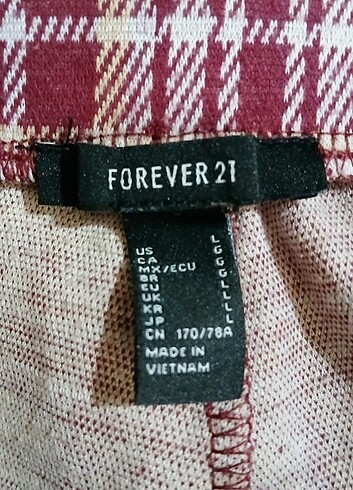 FOREVER 21
US L
CA G
MX/ECU G
BR G
EU L
UK L
KR L
JP L
CN 170/78A
MADE IN
VIETNAM